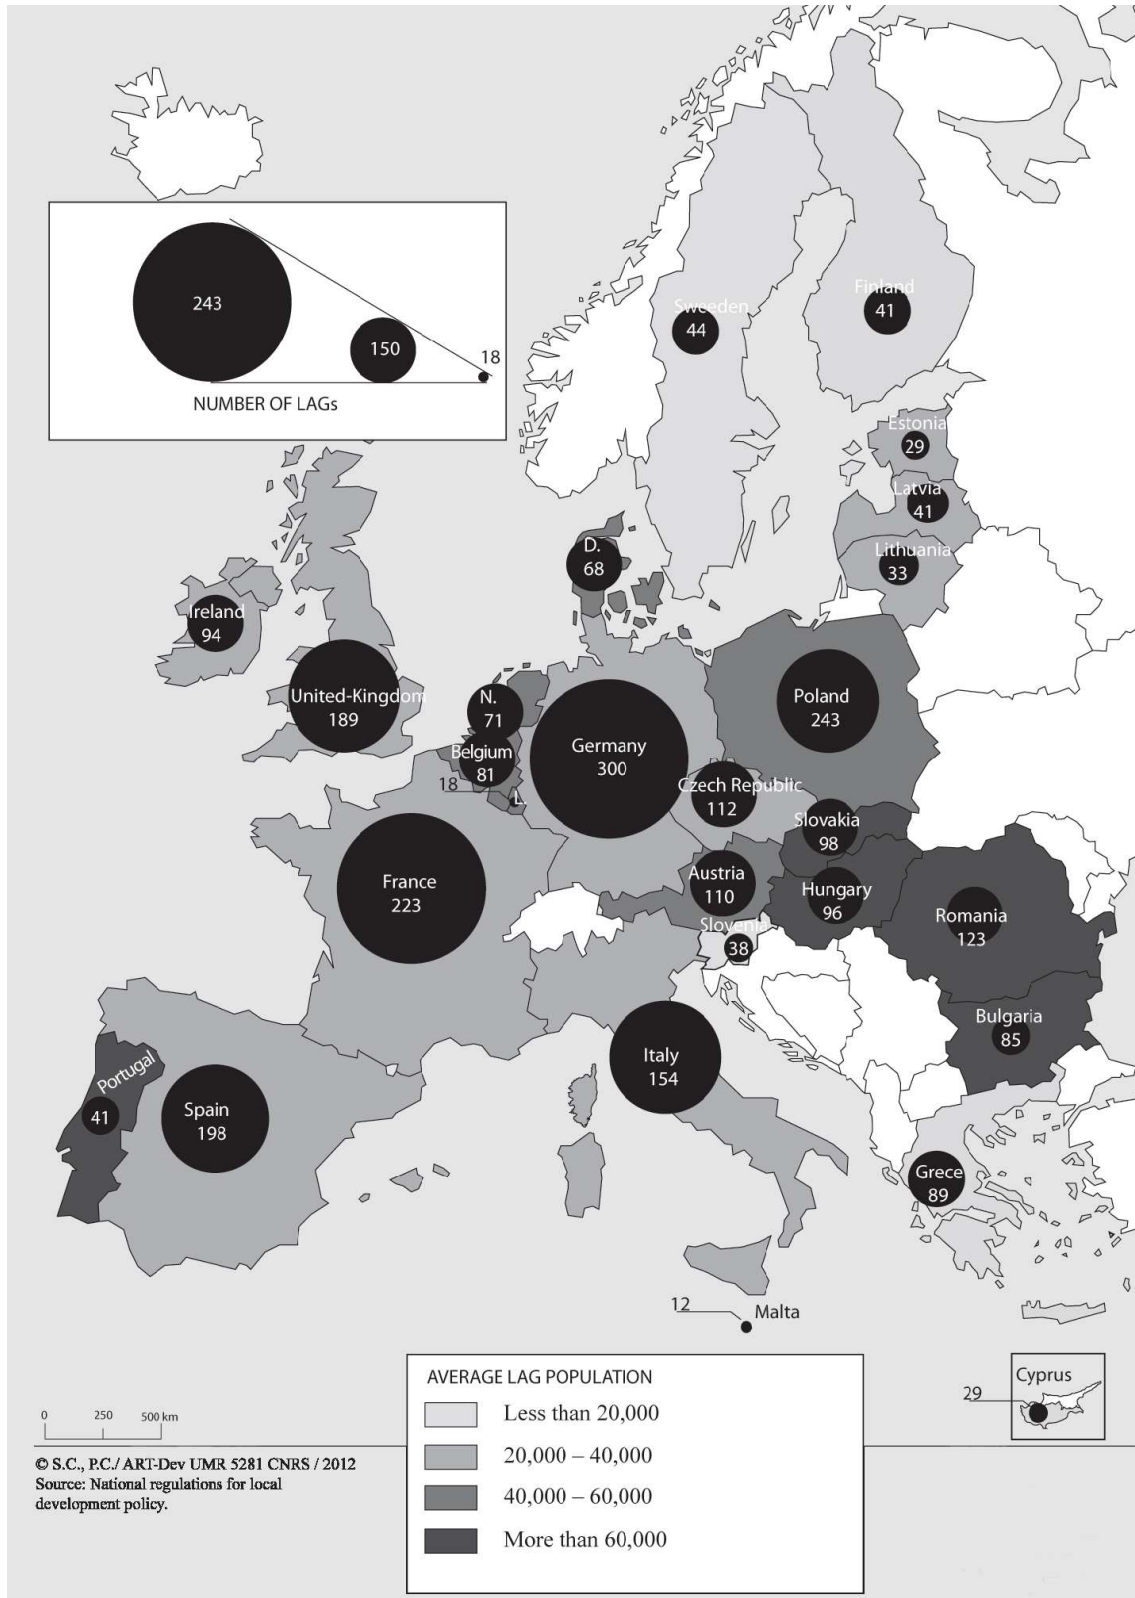 243
150
18
NUMBER OF LAGs
Sweeden
44
Finland
41
Estonia
29
Latvia
41
Lithuania
33
D.
68
Ireland
94
United-Kingdom
189
N.
71
Belgium
81
18
L.
Germany
300
Poland
243
Czech Republic
112
Slovakia
98
France
223
Austria
110
Hungary
96
Romania
123
Slovenia
38
Bulgaria
85
Portugal
41
Spain
198
Italy
154
Grece
89
12
Malta
Cyprus
29
AVERAGE LAG POPULATION
Less than 20,000
20,000 – 40,000
40,000 – 60,000
More than 60,000
0 250 500 km
© S.C., P.C./ ART-Dev UMR 5281 CNRS / 2012
Source: National regulations for local
development policy.